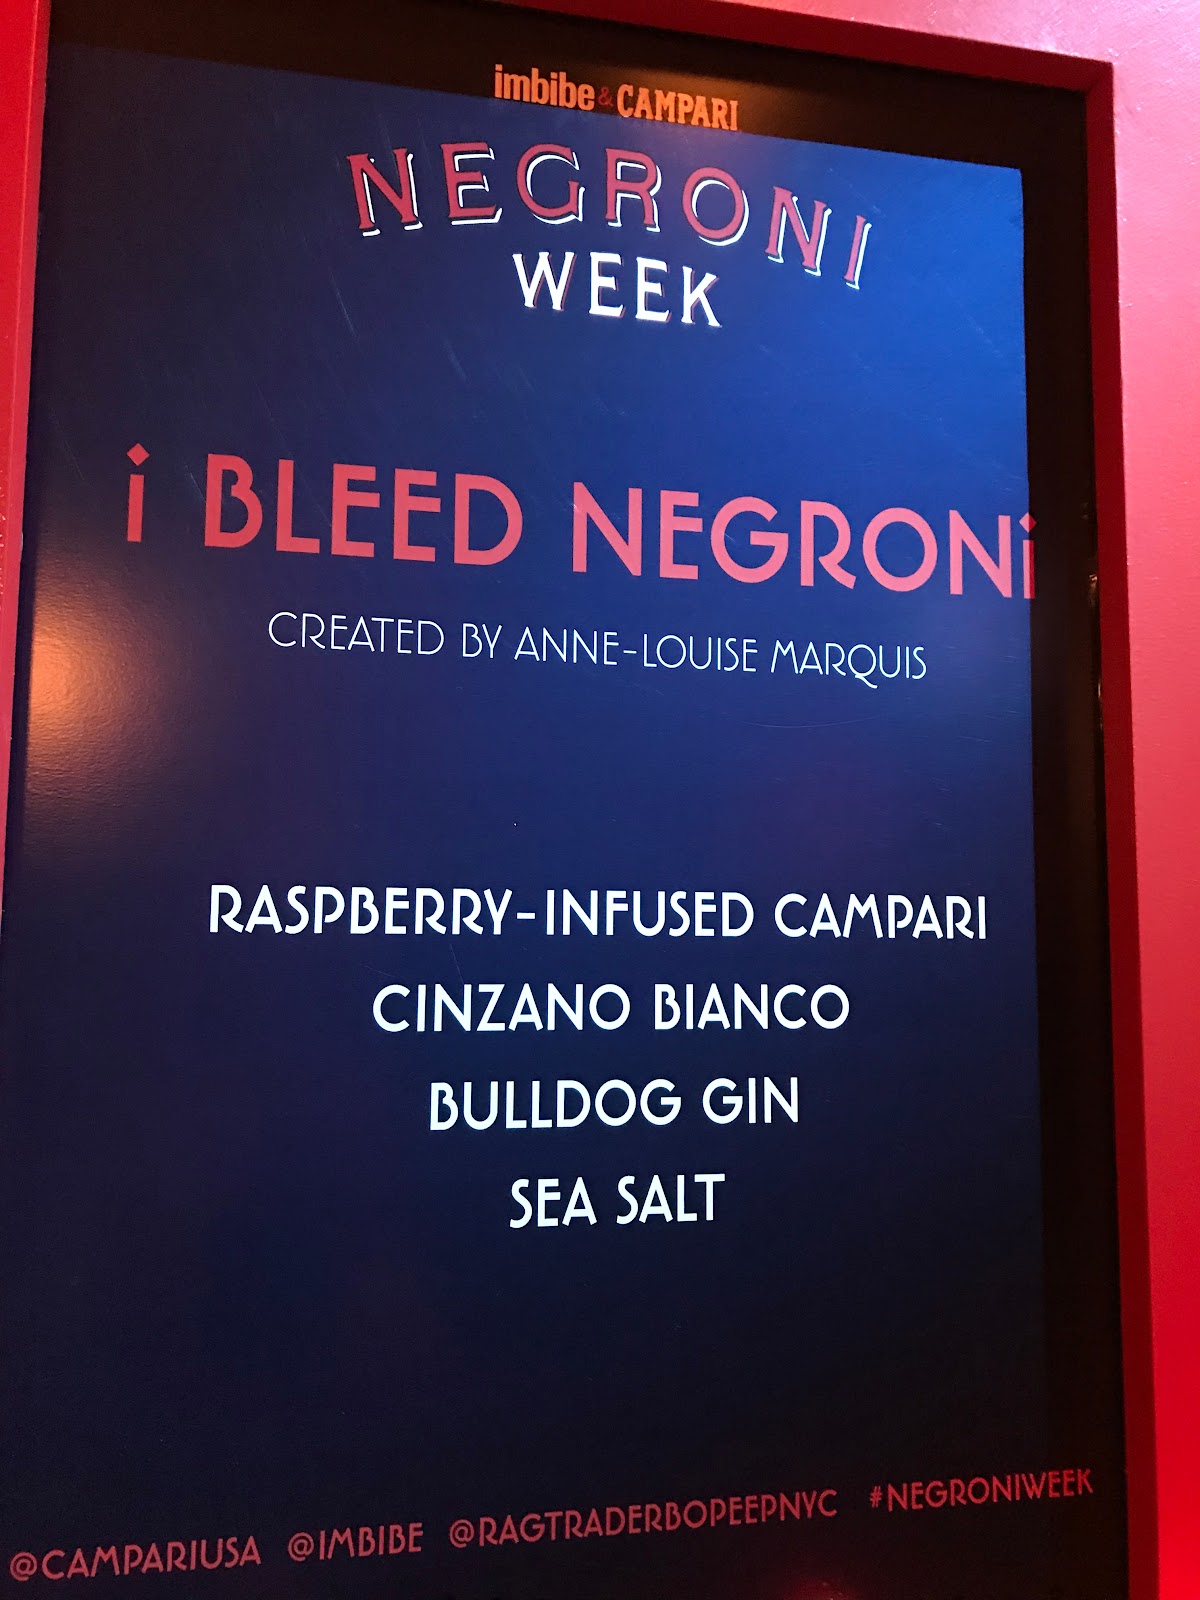 imbibe & CAMPARI
NEGRONI
WEEK
i BLEED NEGRONi
CREATED BY ANNE-LOUISE MARQUIS
RASPBERRY-INFUSED CAMPARI
CINZANO BIANCO
BULLDOG GIN
SEA SALT
@CAMPARIUSA @IMBIBE @RAGTRADERBOPEEPNYC #NEGRONIWEEK